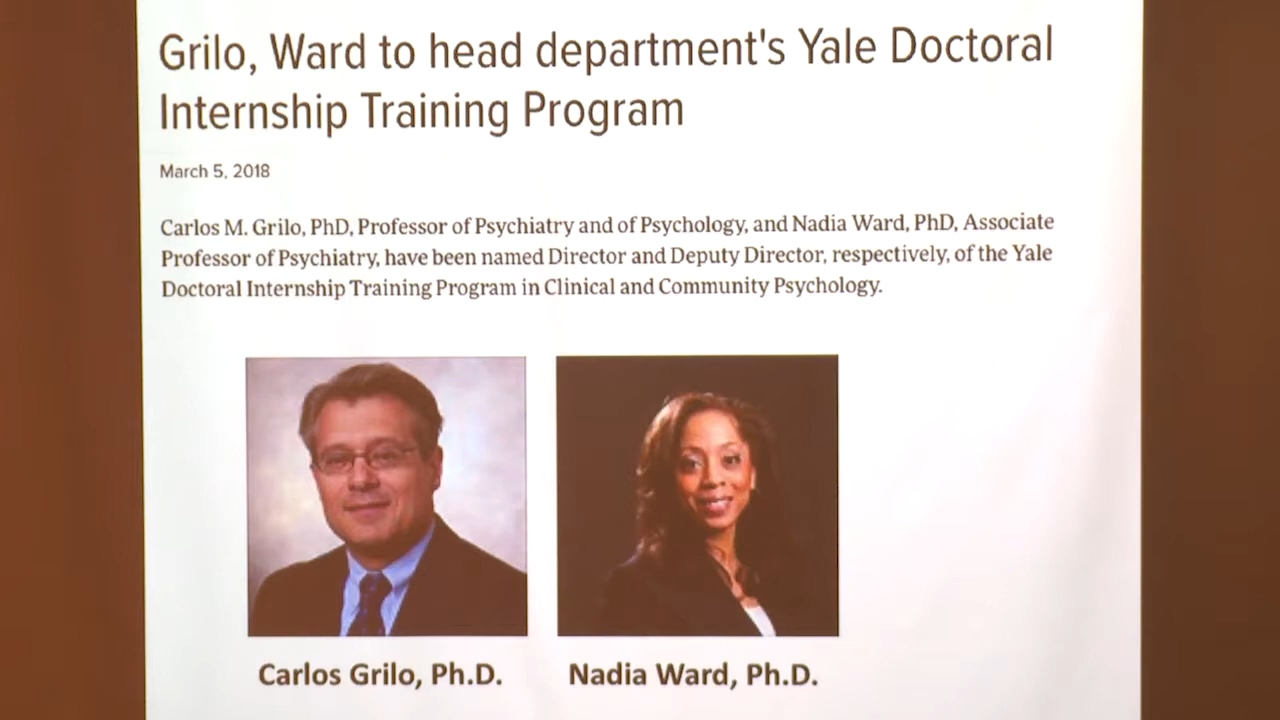 Grilo, Ward to head department's Yale Doctoral
Internship Training Program
March 5, 2018
Carlos M. Grilo, PhD, Professor of Psychiatry and of Psychology, and Nadia Ward, PhD, Associate
Professor of Psychiatry, have been named Director and Deputy Director, respectively, of the Yale
Doctoral Internship Training Program in Clinical and Community Psychology.
Carlos Grilo, Ph.D.
Nadia Ward, Ph.D.